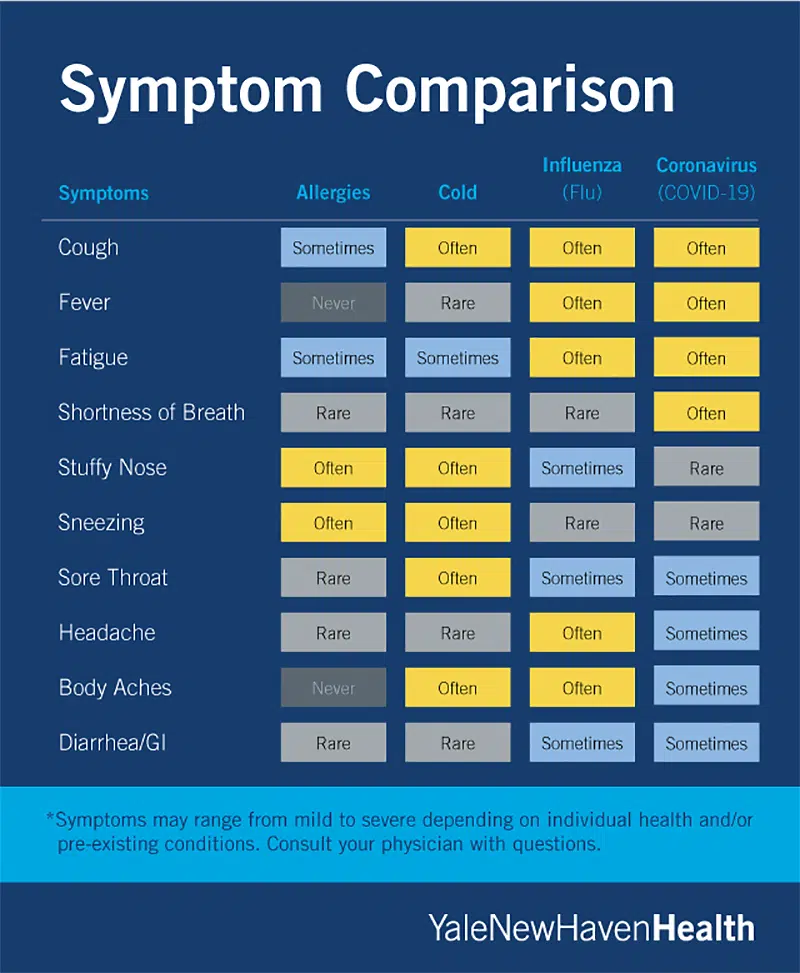 Symptom Comparison
Symptoms Allergies Cold Influenza (Flu) Coronavirus (COVID-19)
Cough Sometimes Often Often Often
Fever Never Rare Often Often
Fatigue Sometimes Sometimes Often Often
Shortness of Breath Rare Rare Rare Often
Stuffy Nose Often Often Sometimes Rare
Sneezing Often Often Rare Rare
Sore Throat Rare Often Sometimes Sometimes
Headache Rare Rare Often Sometimes
Body Aches Never Often Often Sometimes
Diarrhea/GI Rare Rare Sometimes Sometimes
*Symptoms may range from mild to severe depending on individual health and/or
pre-existing conditions. Consult your physician with questions.
YaleNewHavenHealth